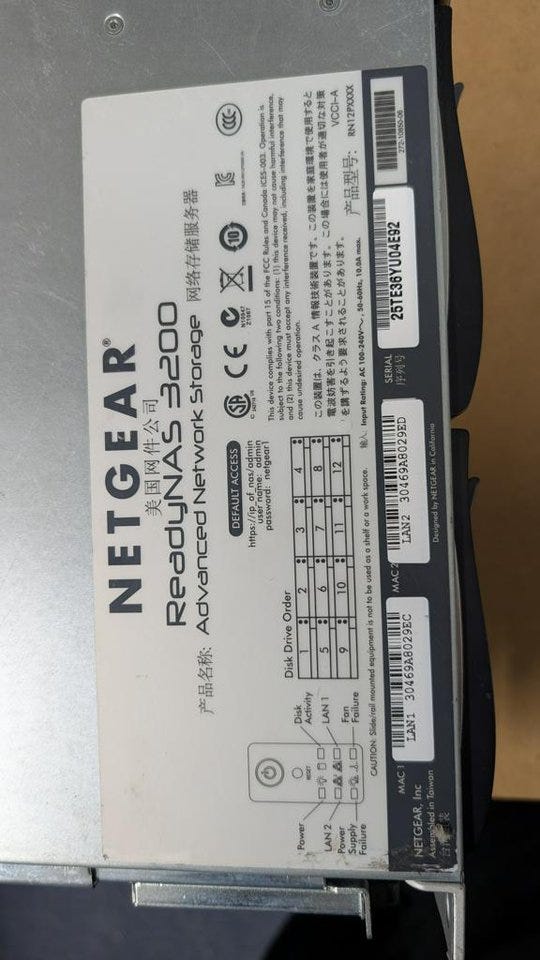 NETGEAR®
美国网件公司
ReadyNAS 3200
产品名称: Advanced Network Storage 网络存储服务器
DEFAULT ACCESS
https://ip_of_nas/admin
user name: admin
password: netgear1
N10947
Z1087
10
This device complies with part 15 of the FCC Rules and Canada ICES-003. Operation is
subject to the following two conditions: (1) this device may not cause harmful interference,
and (2) this device must accept any interference received, including interference that may
cause undesired operation.
この装置は、クラス A 情報技術装置です。この装置を家庭環境で使用すると
電波妨害を引き起こすことがあります。この場合には使用者が適切な対策
を講ずるよう要求されることがあります。
VCCI-A
产品型号: RN12PXXXX
Disk Drive Order
1 2 3 4
5 6 7 8
9 10 11 12
Power
RESET
Disk
Activity
LAN 2
LAN 1
Power
Supply
Failure
Fan
Failure
CAUTION: Slide/rail mounted equipment is not to be used as a shelf or a work space.
输入: Input Rating: AC 100-240V~, 50-60Hz, 10.0A max.
MAC 1
LAN1 30469A8029EC
MAC 2
LAN2 30469A8029ED
SERIAL
序列号
25TE36YU04E92
272-10850-06
NETGEAR, Inc
Assembled in Taiwan
Designed by NETGEAR in California